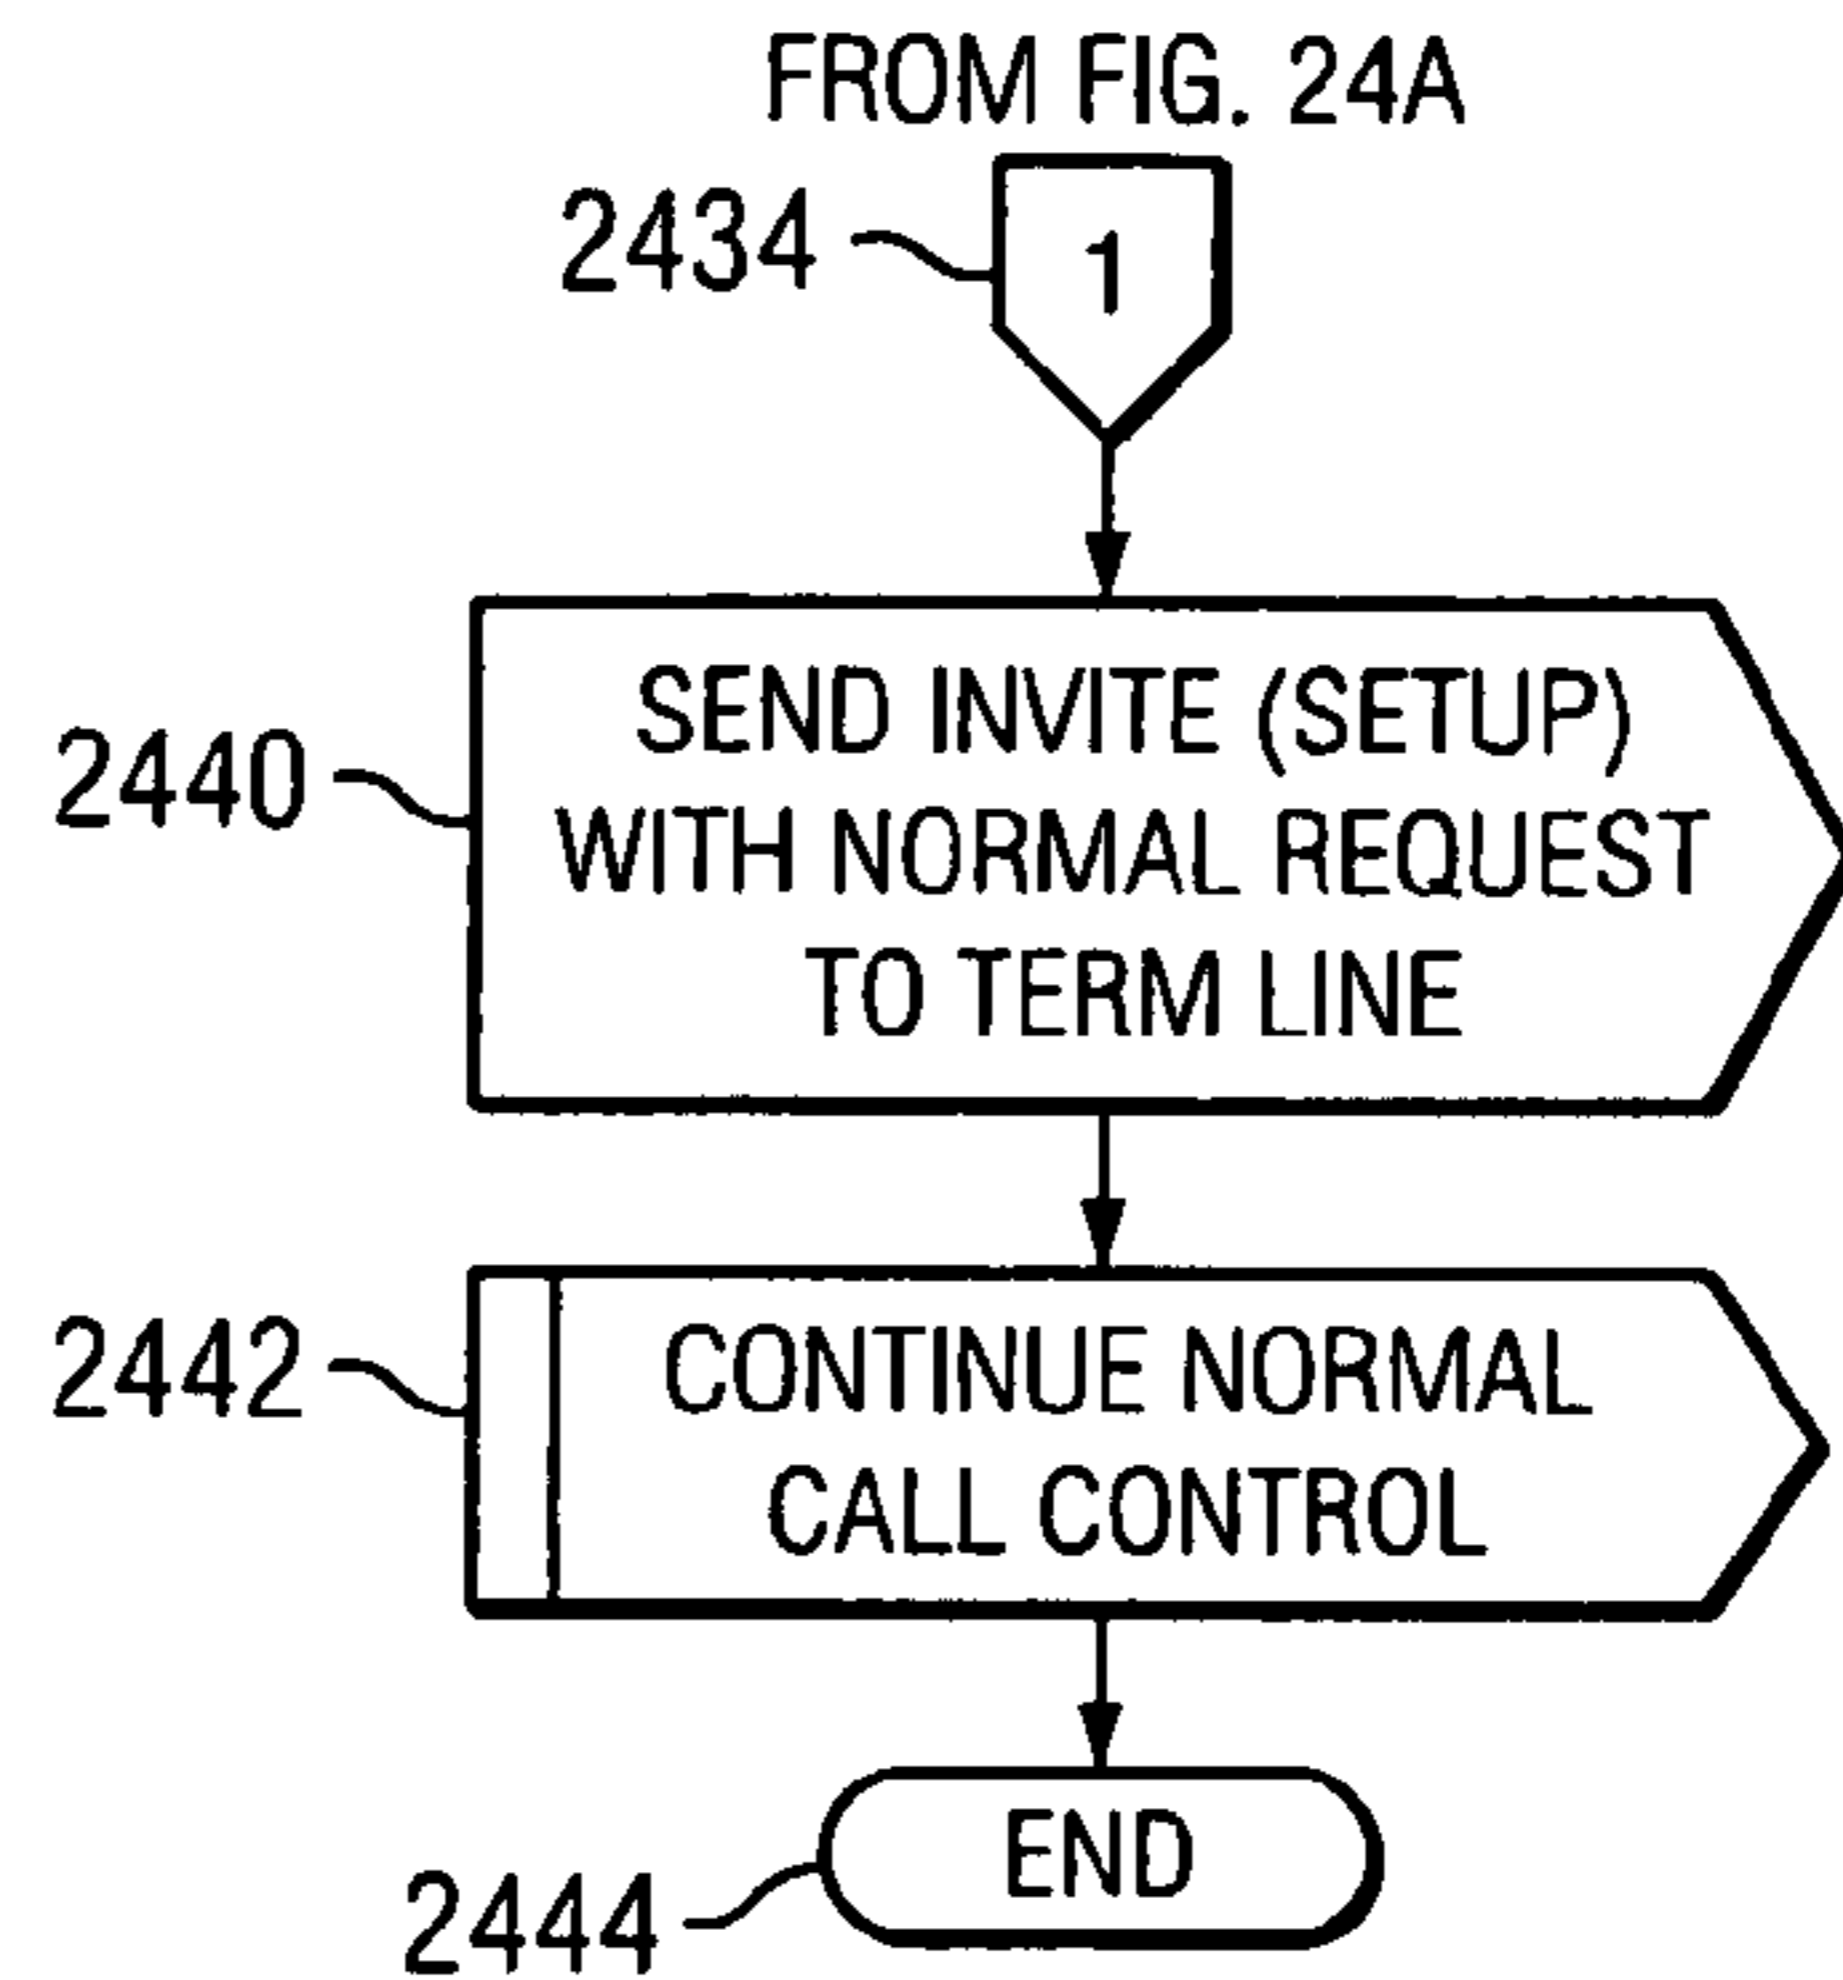 FROM FIG. 24A
2434
1
2440
SEND INVITE (SETUP)
WITH NORMAL REQUEST
TO TERM LINE
2442
CONTINUE NORMAL
CALL CONTROL
END
2444